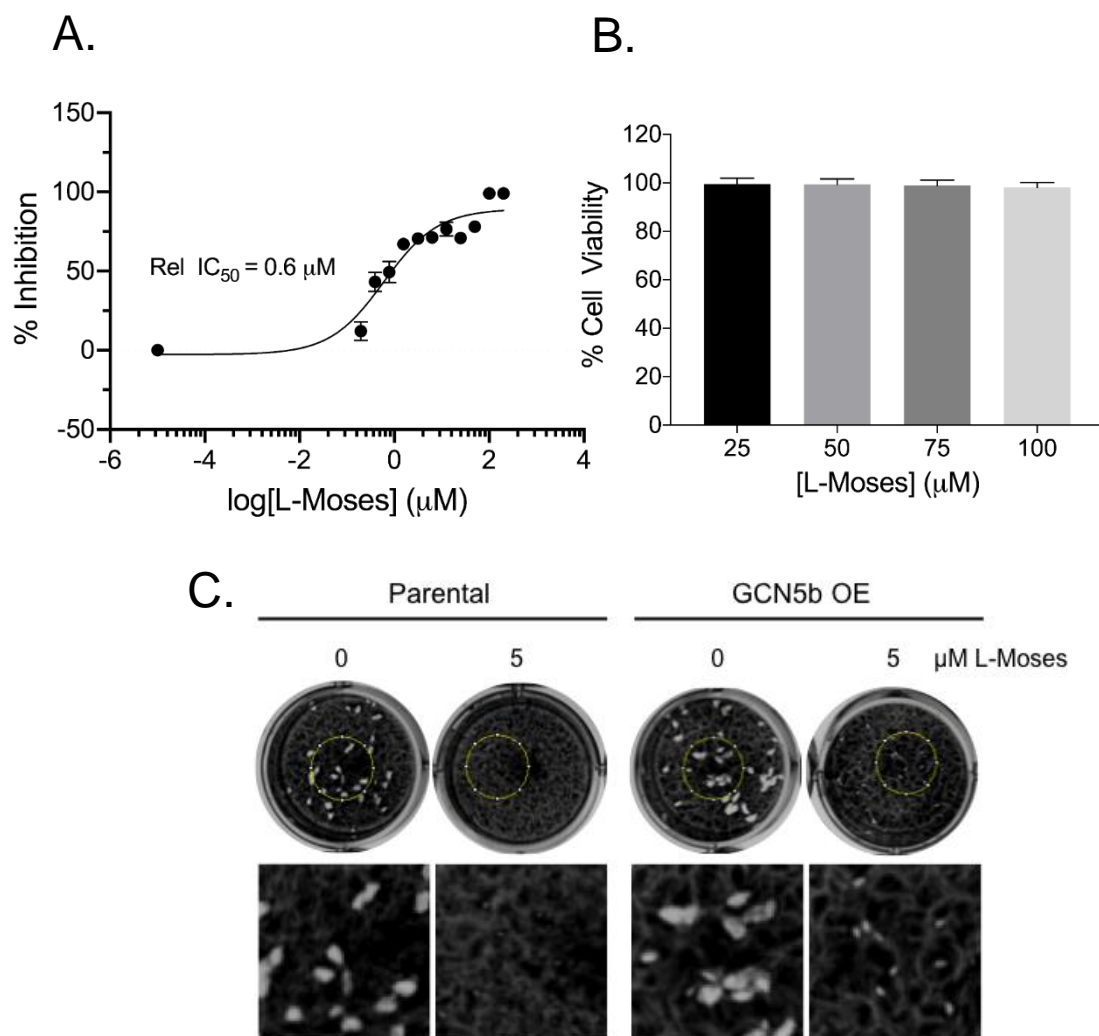 A.
B.
150
100
50
0
-50
% Inhibition
Rel IC50 = 0.6 μM
-6 -4 -2 0 2 4
log[L-Moses] (μM)
120
100
80
60
40
20
0
% Cell Viability
25 50 75 100
[L-Moses] (μM)
C.
Parental GCN5b OE
0 5 0 5 μM L-Moses